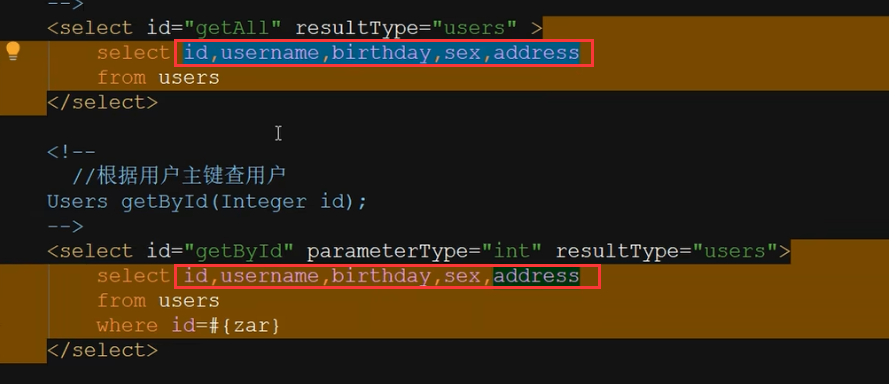 -->
<select id="getAll" resultType="users" >
select id,username,birthday,sex,address
from users
</select>
<!--
//根据用户主键查用户
Users getById(Integer id);
-->
<select id="getById" parameterType="int" resultType="users">
select id,username,birthday,sex,address
from users
where id=#{zar}
</select>